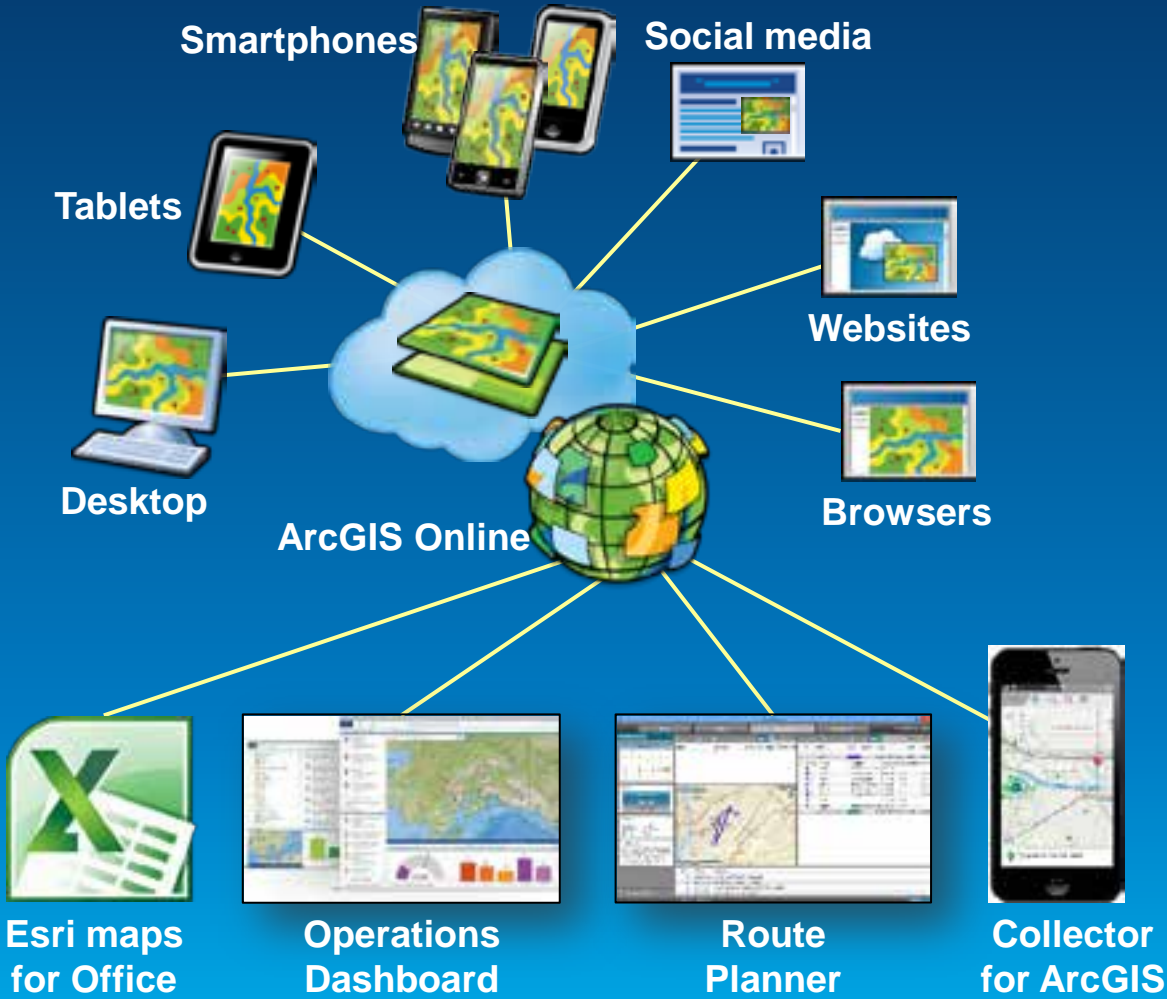 Smartphones
Social media
Tablets
Websites
Desktop
Browsers
ArcGIS Online
Esri maps
for Office
Operations
Dashboard
Route
Planner
Collector
for ArcGIS